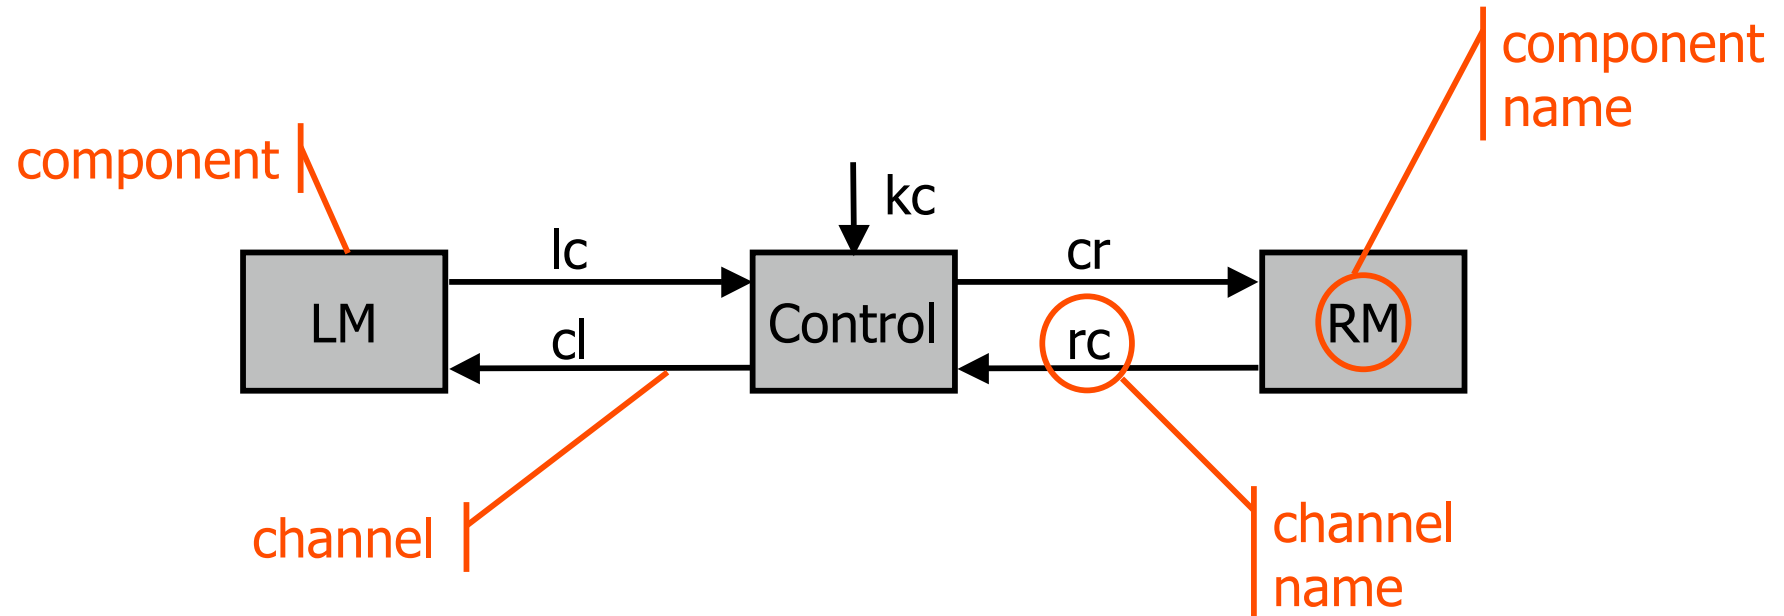 component
name
component
kc
lc
cr
LM
Control
RM
cl
rc
channel
channel
name